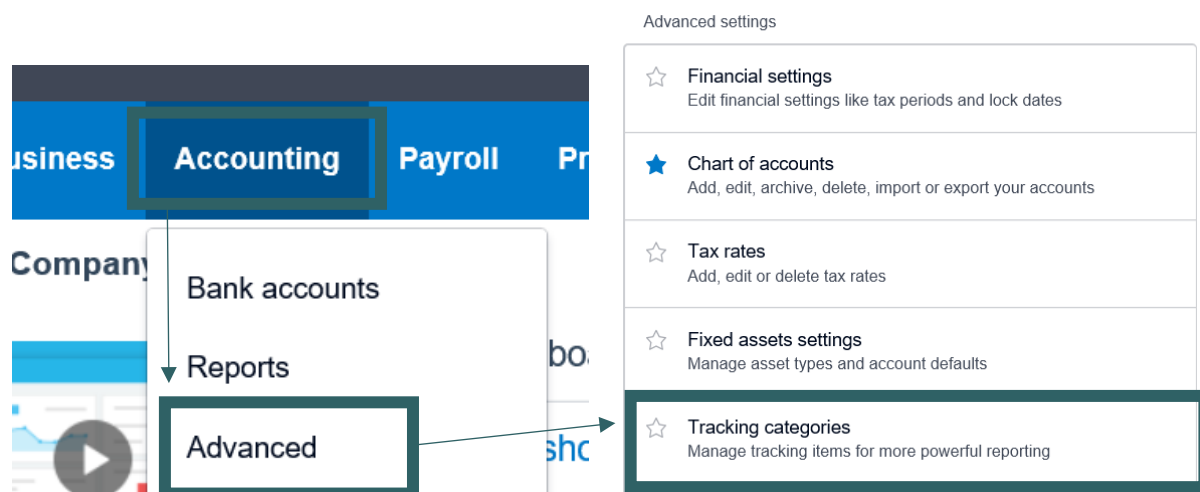 Advanced settings
Financial settings
Edit financial settings like tax periods and lock dates
usiness Accounting Payroll Pr
Chart of accounts
Add, edit, archive, delete, import or export your accounts
Company
Tax rates
Add, edit or delete tax rates
Bank accounts
Fixed assets settings
Manage asset types and account defaults
Reports
boa
Tracking categories
Manage tracking items for more powerful reporting
Advanced
sho